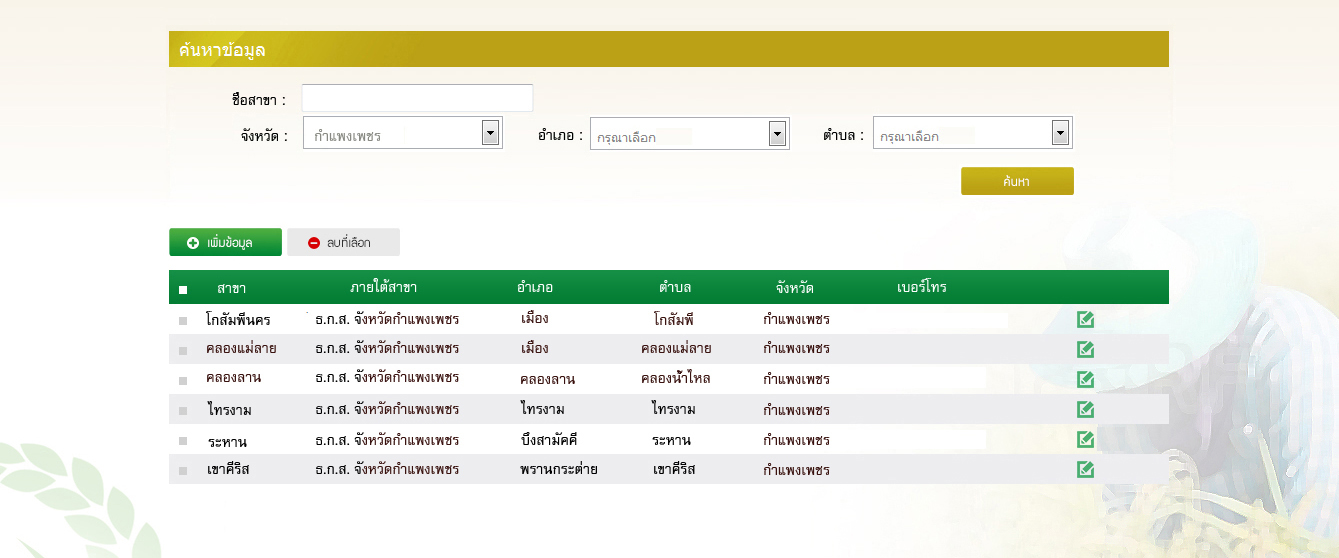 ค้นหาข้อมูล
ชื่อสาขา :
จังหวัด : กำแพงเพชร อำเภอ : กรุณาเลือก ตำบล : กรุณาเลือก
ค้นหา
เพิ่มข้อมูล ลบที่เลือก
สาขา ภายใต้สาขา อำเภอ ตำบล จังหวัด เบอร์โทร
โกสัมพีนคร ธ.ก.ส. จังหวัดกำแพงเพชร เมือง โกสัมพี กำแพงเพชร
คลองแม่ลาย ธ.ก.ส. จังหวัดกำแพงเพชร เมือง คลองแม่ลาย กำแพงเพชร
คลองลาน ธ.ก.ส. จังหวัดกำแพงเพชร คลองลาน คลองน้ำไหล กำแพงเพชร
ไทรงาม ธ.ก.ส. จังหวัดกำแพงเพชร ไทรงาม ไทรงาม กำแพงเพชร
ระหาน ธ.ก.ส. จังหวัดกำแพงเพชร บึงสามัคคี ระหาน กำแพงเพชร
เขาคีริส ธ.ก.ส. จังหวัดกำแพงเพชร พรานกระต่าย เขาคีริส กำแพงเพชร